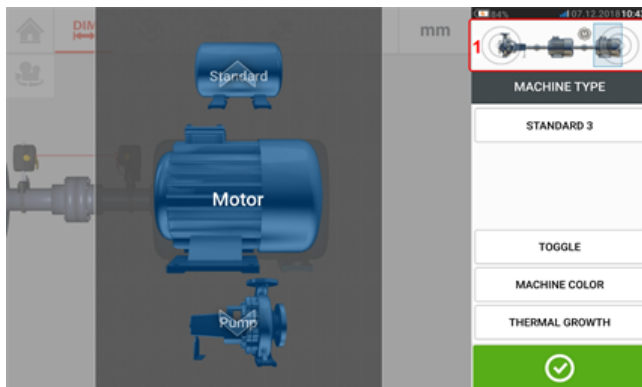 DIM
mm
84%
07.12.2018 10:42
1
Standard
Motor
Pump
MACHINE TYPE
STANDARD 3
TOGGLE
MACHINE COLOR
THERMAL GROWTH